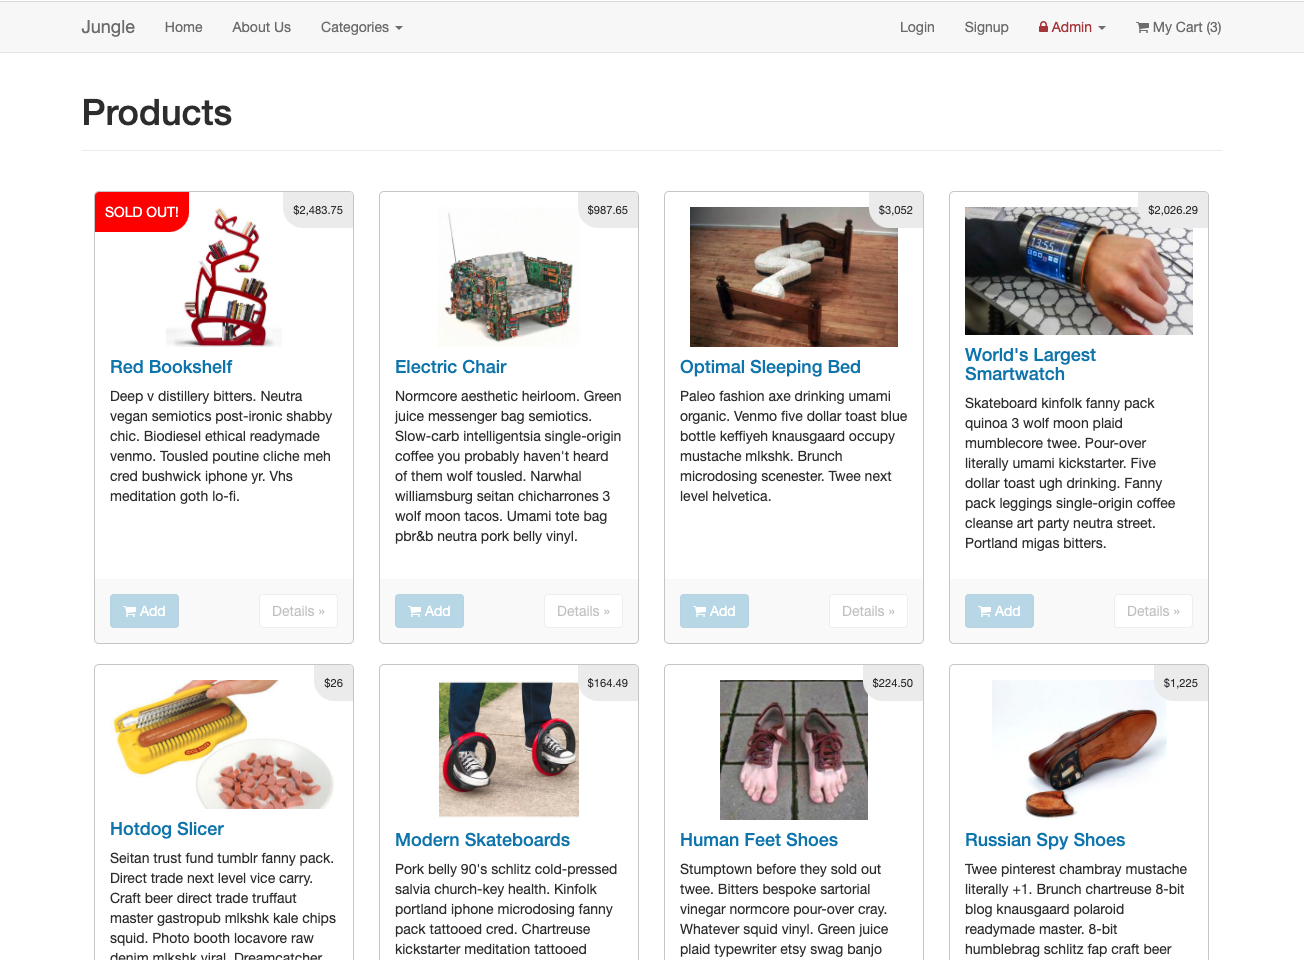 Jungle Home About Us Categories Login Signup Admin My Cart (3)
Products
SOLD OUT!
$2,483.75
Red Bookshelf
Deep v distillery bitters. Neutra
vegan semiotics post-ironic shabby
chic. Biodiesel ethical readymade
venmo. Tousled poutine cliche meh
cred bushwick iphone yr. Vhs
meditation goth lo-fi.
Add Details »
$987.65
Electric Chair
Normcore aesthetic heirloom. Green
juice messenger bag semiotics.
Slow-carb intelligentsia single-origin
coffee you probably haven't heard
of them wolf tousled. Narwhal
williamsburg seitan chicharrones 3
wolf moon tacos. Umami tote bag
pbr&b neutra pork belly vinyl.
Add Details »
$3,052
Optimal Sleeping Bed
Paleo fashion axe drinking umami
organic. Venmo five dollar toast blue
bottle keffiyeh knausgaard occupy
mustache mlkshk. Brunch
microdosing scenester. Twee next
level helvetica.
Add Details »
$2,026.29
13:55
World's Largest
Smartwatch
Skateboard kinfolk fanny pack
quinoa 3 wolf moon plaid
mumblecore twee. Pour-over
literally umami kickstarter. Five
dollar toast ugh drinking. Fanny
pack leggings single-origin coffee
cleanse art party neutra street.
Portland migas bitters.
Add Details »
$26
Hotdog Slicer
Seitan trust fund tumblr fanny pack.
Direct trade next level vice carry.
Craft beer direct trade truffaut
master gastropub mlkshk kale chips
squid. Photo booth locavore raw
denim mlkshk viral. Dreamcatcher
$164.49
Modern Skateboards
Pork belly 90's schlitz cold-pressed
salvia church-key health. Kinfolk
portland iphone microdosing fanny
pack tattooed cred. Chartreuse
kickstarter meditation tattooed
$224.50
Human Feet Shoes
Stumptown before they sold out
twee. Bitters bespoke sartorial
vinegar normcore pour-over cray.
Whatever squid vinyl. Green juice
plaid typewriter etsy swag banjo
$1,225
Russian Spy Shoes
Twee pinterest chambray mustache
literally +1. Brunch chartreuse 8-bit
blog knausgaard polaroid
readymade master. 8-bit
humblebrag schlitz fap craft beer